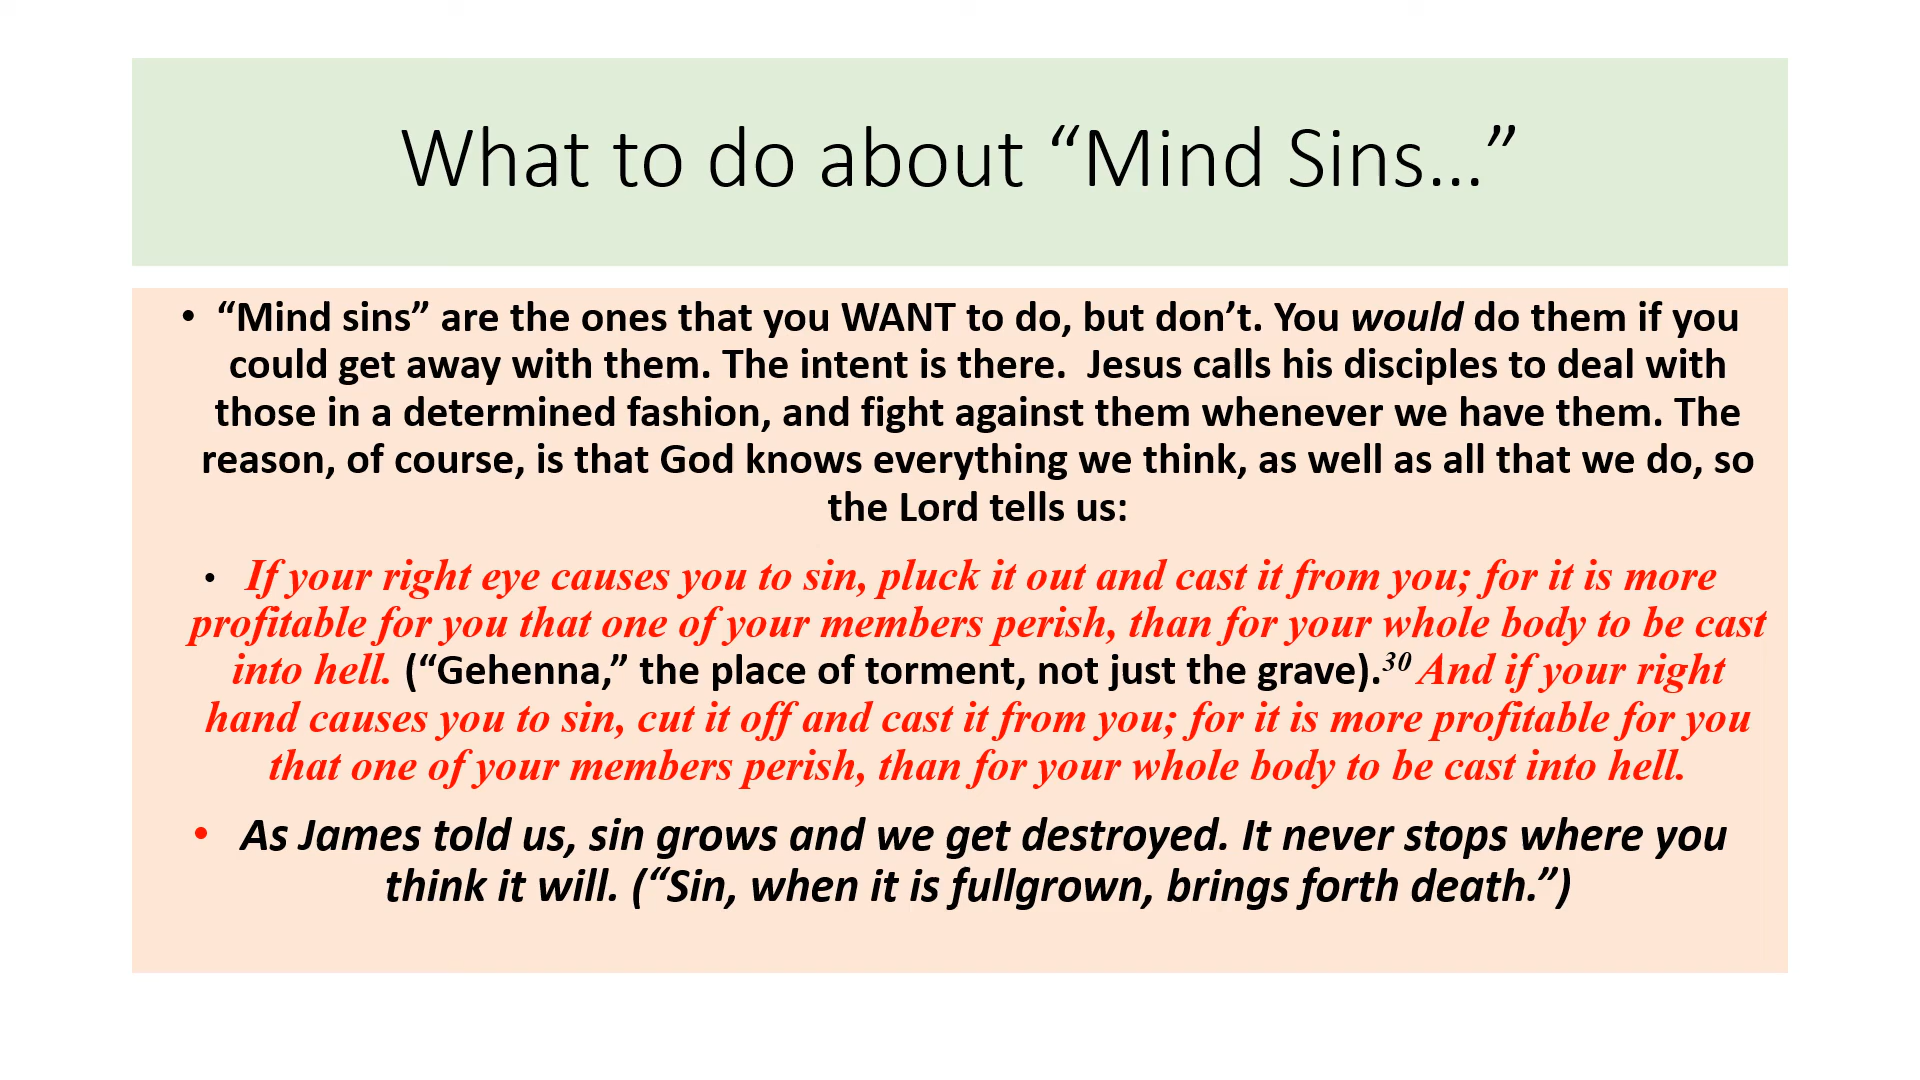 What to do about “Mind Sins…”
• “Mind sins” are the ones that you WANT to do, but don’t. You would do them if you
could get away with them. The intent is there.  Jesus calls his disciples to deal with
those in a determined fashion, and fight against them whenever we have them. The
reason, of course, is that God knows everything we think, as well as all that we do, so
the Lord tells us:
• If your right eye causes you to sin, pluck it out and cast it from you; for it is more
profitable for you that one of your members perish, than for your whole body to be cast
into hell. (“Gehenna,” the place of torment, not just the grave).30 And if your right
hand causes you to sin, cut it off and cast it from you; for it is more profitable for you
that one of your members perish, than for your whole body to be cast into hell.
• As James told us, sin grows and we get destroyed. It never stops where you
think it will. (“Sin, when it is fullgrown, brings forth death.”)